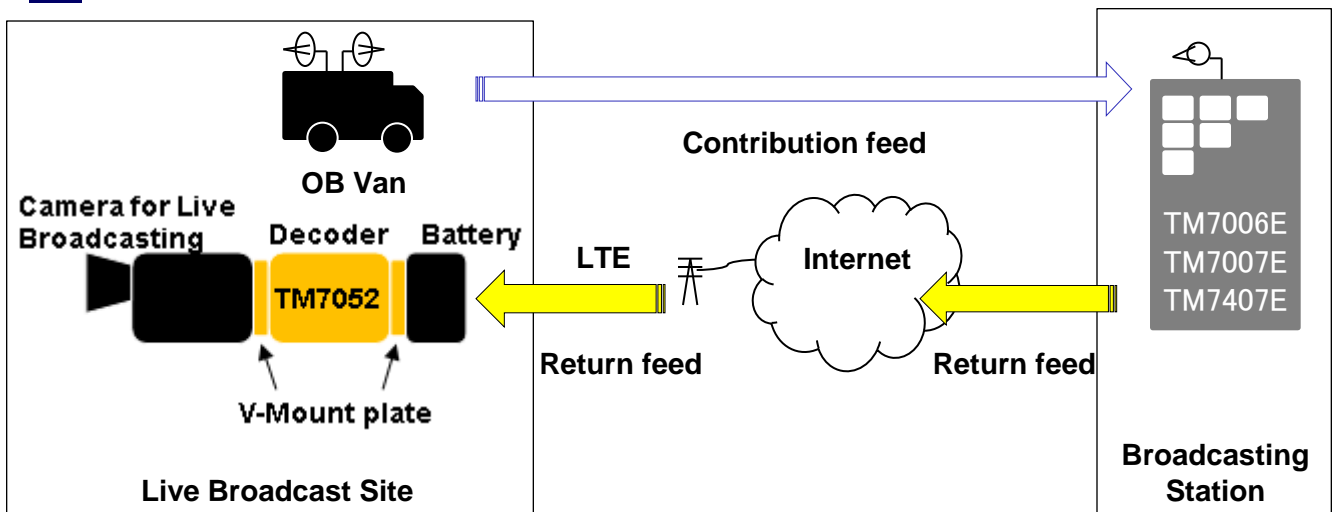 Contribution feed
OB Van
Camera for Live
Broadcasting
Decoder
Battery
TM7052
V-Mount plate
Live Broadcast Site
LTE
Return feed
Internet
Return feed
TM7006E
TM7007E
TM7407E
Broadcasting
Station